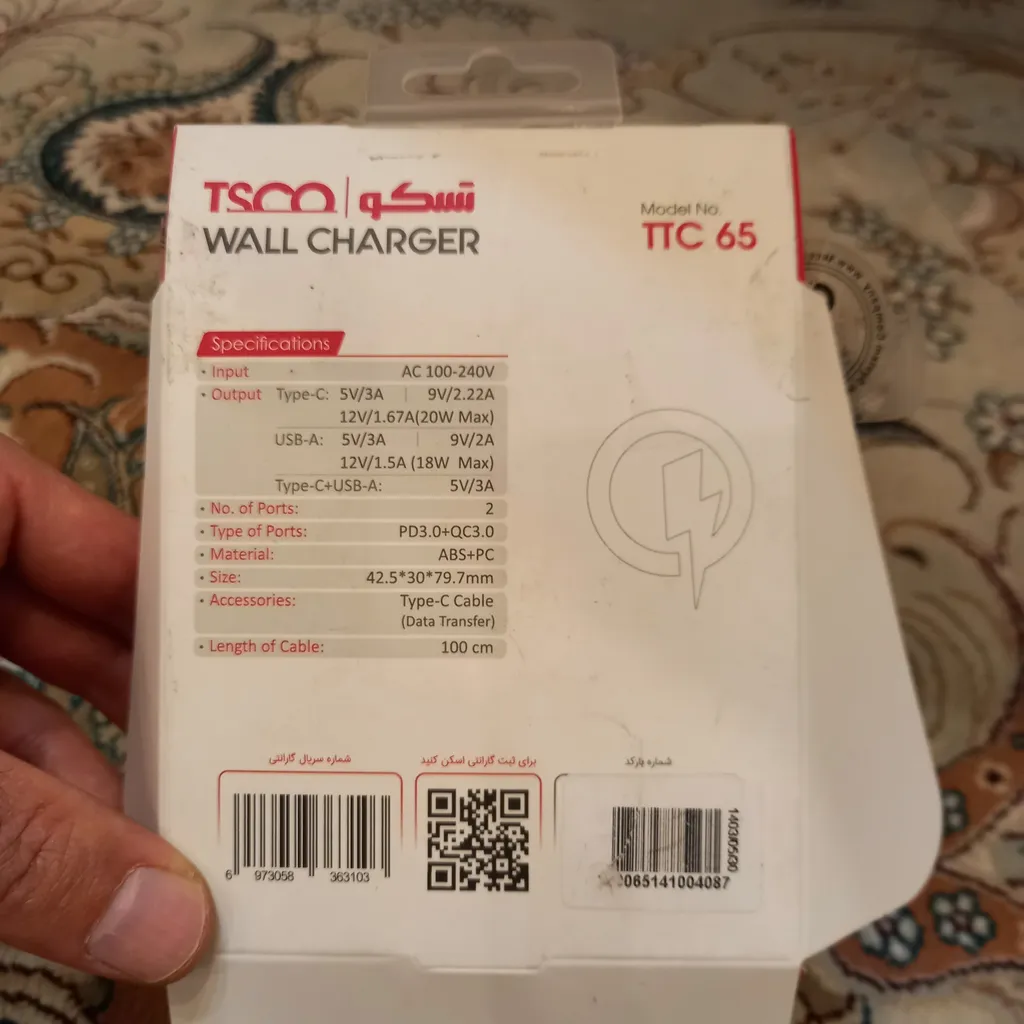 TSCO | تسکو
WALL CHARGER
Model No.
TTC 65
Specifications
• Input AC 100-240V
• Output Type-C: 5V/3A | 9V/2.22A
12V/1.67A(20W Max)
USB-A: 5V/3A | 9V/2A
12V/1.5A (18W Max)
Type-C+USB-A: 5V/3A
• No. of Ports: 2
• Type of Ports: PD3.0+QC3.0
• Material: ABS+PC
• Size: 42.5*30*79.7mm
• Accessories: Type-C Cable
(Data Transfer)
• Length of Cable: 100 cm
شماره سریال گارانتی
برای ثبت گارانتی اسکن کنید
شماره بارکد
6 973058 363103
1403/05/30
065141004087